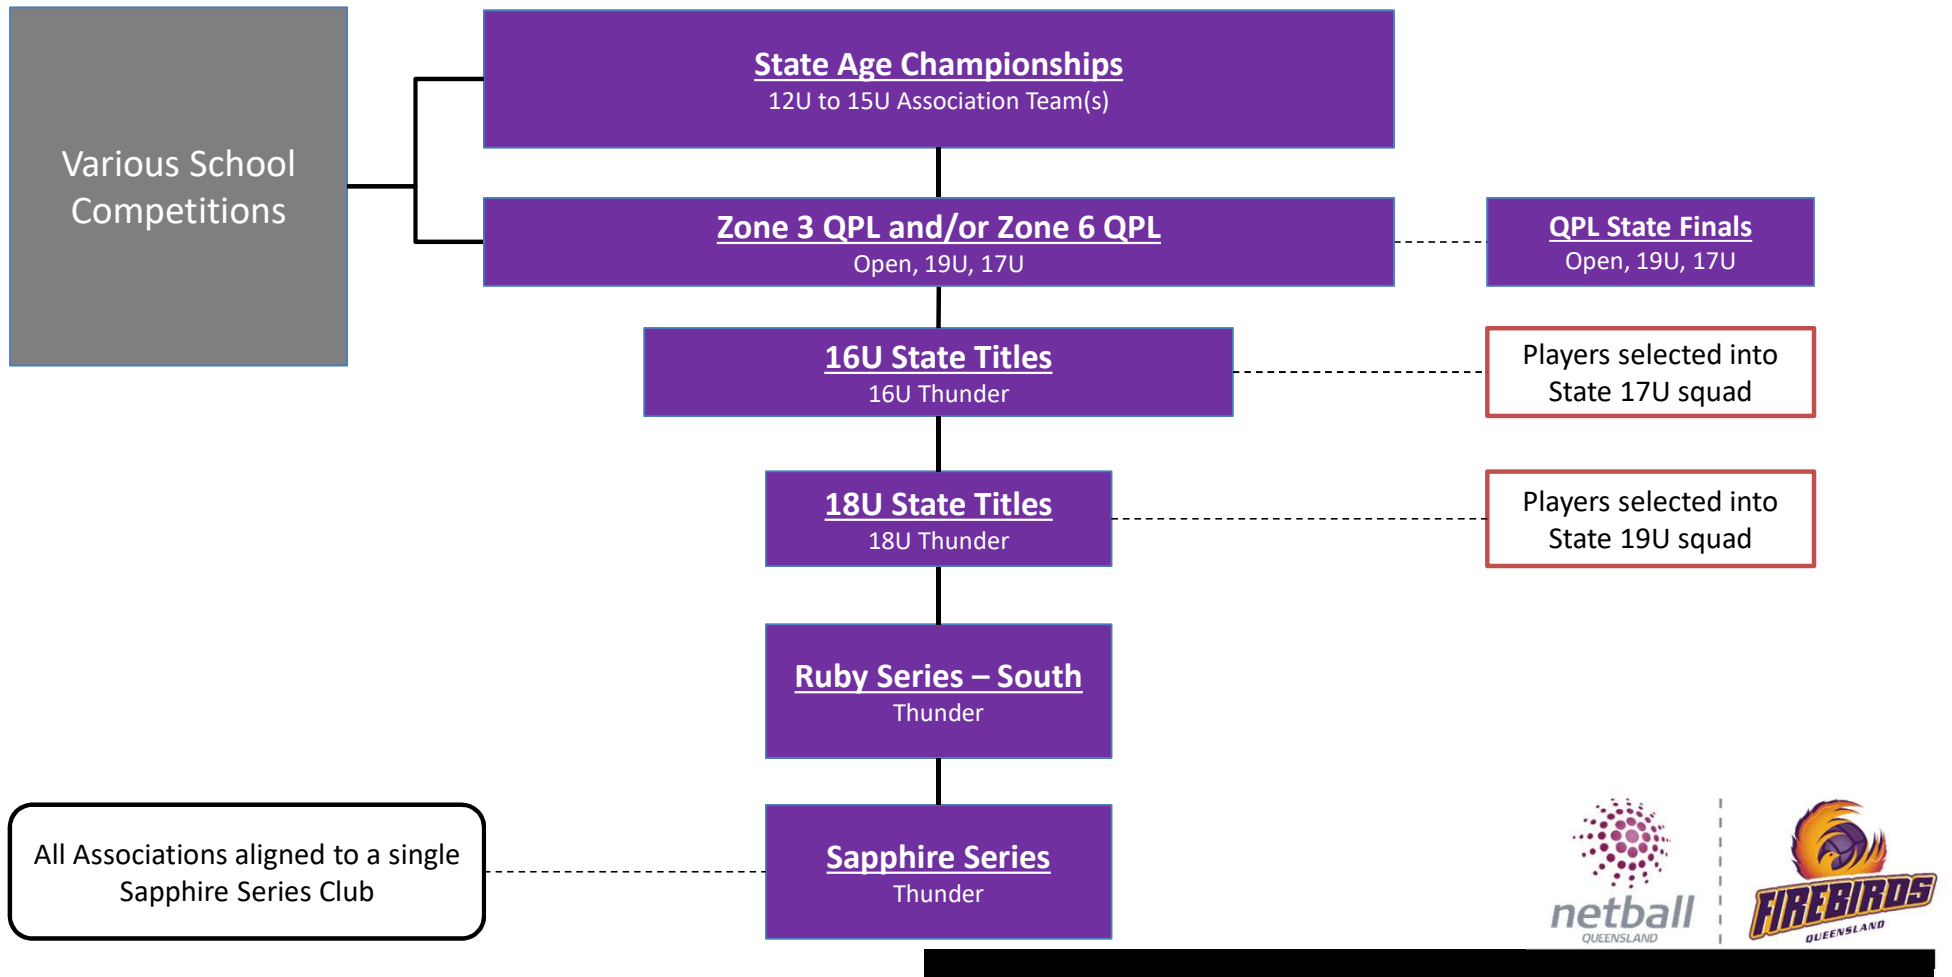 State Age Championships
12U to 15U Association Team(s)
Various School
Competitions
Zone 3 QPL and/or Zone 6 QPL
Open, 19U, 17U
QPL State Finals
Open, 19U, 17U
16U State Titles
16U Thunder
Players selected into
State 17U squad
18U State Titles
18U Thunder
Players selected into
State 19U squad
Ruby Series – South
Thunder
All Associations aligned to a single
Sapphire Series Club
Sapphire Series
Thunder
netball
QUEENSLAND
FIREBIRDS
QUEENSLAND